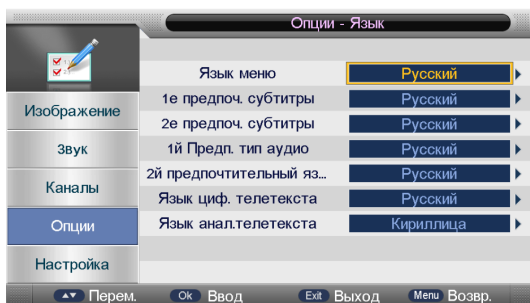 Опции - Язык
Язык меню Русский
1е предпоч. субтитры Русский
2е предпоч. субтитры Русский
1й Предп. тип аудио Русский
2й предпочтительный яз... Русский
Язык циф. телетекста Русский
Язык анал.телетекста Кириллица
Изображение
Звук
Каналы
Опции
Настройка
Перем. Ok Ввод Exit Выход Menu Возвр.